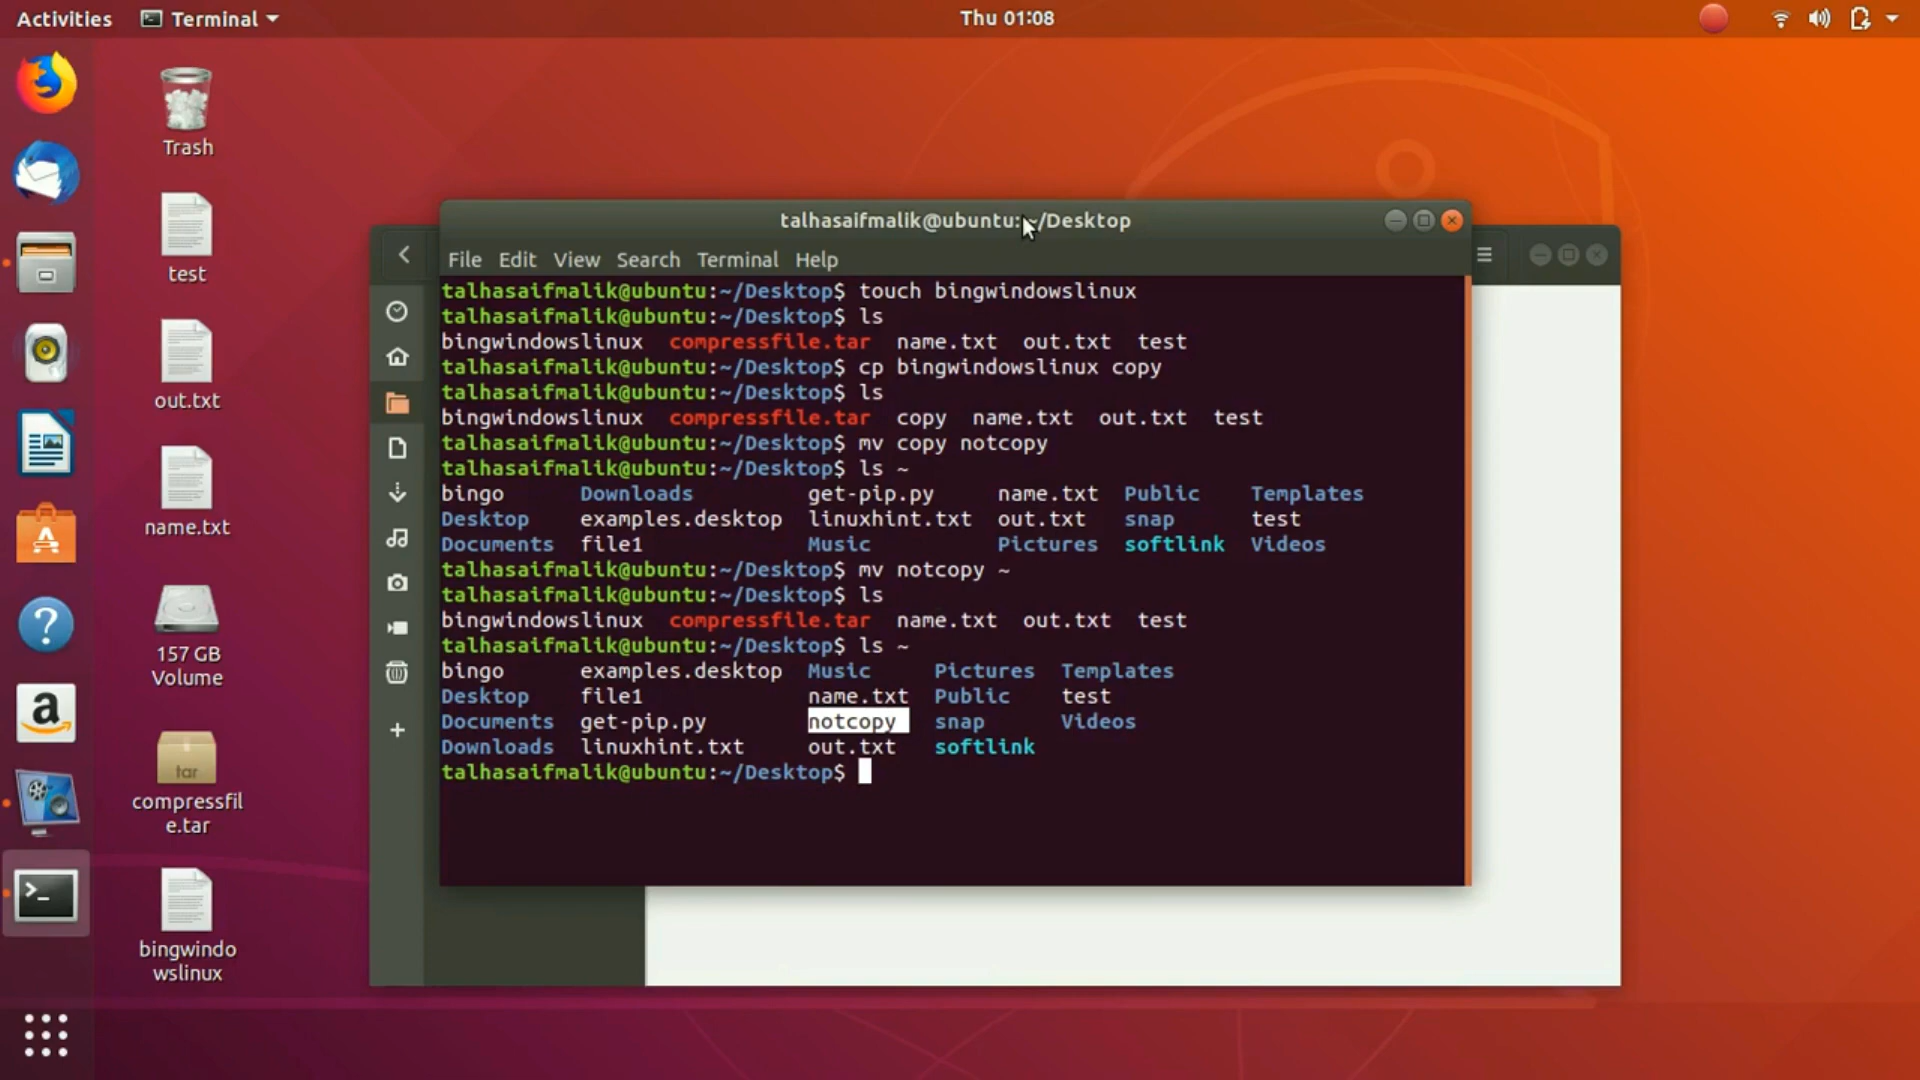 Activities Terminal Thu 01:08
Trash
test
out.txt
name.txt
157 GB
Volume
tar
compressfil
e.tar
bingwindo
wslinux
talhasaifmalik@ubuntu:~/Desktop
File Edit View Search Terminal Help
talhasaifmalik@ubuntu:~/Desktop$ touch bingwindowslinux
talhasaifmalik@ubuntu:~/Desktop$ ls
bingwindowslinux compressfile.tar name.txt out.txt test
talhasaifmalik@ubuntu:~/Desktop$ cp bingwindowslinux copy
talhasaifmalik@ubuntu:~/Desktop$ ls
bingwindowslinux compressfile.tar copy name.txt out.txt test
talhasaifmalik@ubuntu:~/Desktop$ mv copy notcopy
talhasaifmalik@ubuntu:~/Desktop$ ls ~
bingo Downloads get-pip.py name.txt Public Templates
Desktop examples.desktop linuxhint.txt out.txt snap test
Documents file1 Music Pictures softlink Videos
talhasaifmalik@ubuntu:~/Desktop$ mv notcopy ~
talhasaifmalik@ubuntu:~/Desktop$ ls
bingwindowslinux compressfile.tar name.txt out.txt test
talhasaifmalik@ubuntu:~/Desktop$ ls ~
bingo examples.desktop Music Pictures Templates
Desktop file1 name.txt Public test
Documents get-pip.py notcopy snap Videos
Downloads linuxhint.txt out.txt softlink
talhasaifmalik@ubuntu:~/Desktop$